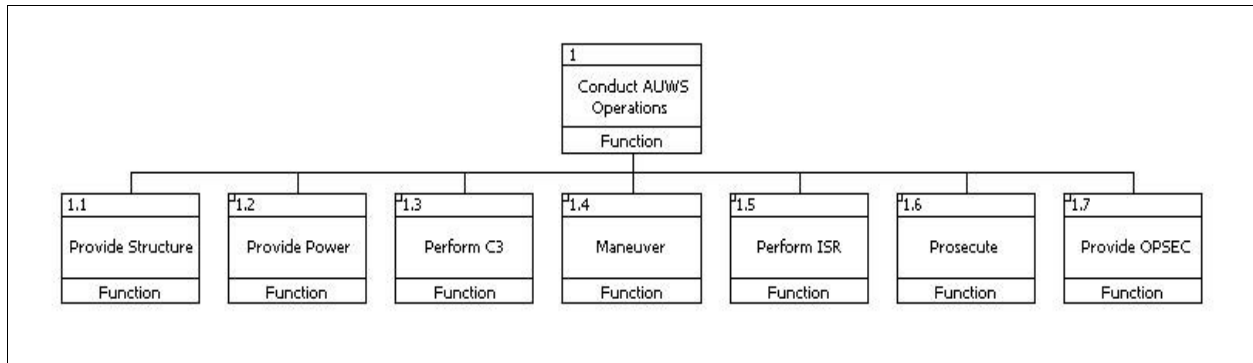 1
Conduct AUWS
Operations
Function
1.1
Provide Structure
Function
1.2
Provide Power
Function
1.3
Perform C3
Function
1.4
Maneuver
Function
1.5
Perform ISR
Function
1.6
Prosecute
Function
1.7
Provide OPSEC
Function